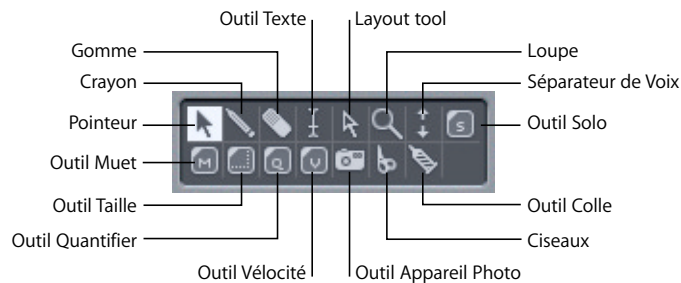 Outil Texte
Layout tool
Gomme
Loupe
Crayon
Séparateur de Voix
Pointeur
Outil Solo
S
Outil Muet
M
Q
V
Outil Taille
Outil Colle
Outil Quantifier
Ciseaux
Outil Vélocité
Outil Appareil Photo